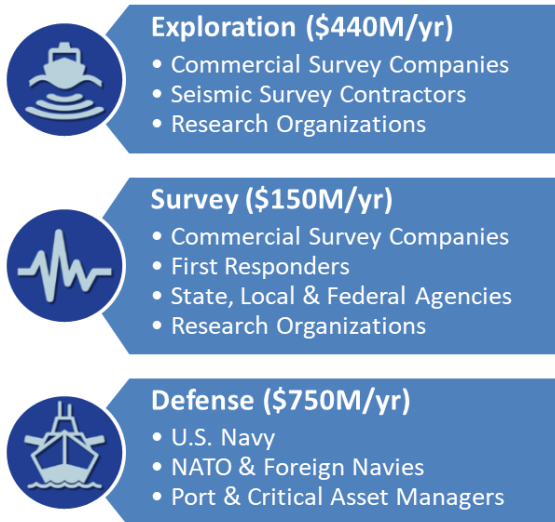 Exploration ($440M/yr)
• Commercial Survey Companies
• Seismic Survey Contractors
• Research Organizations
Survey ($150M/yr)
• Commercial Survey Companies
• First Responders
• State, Local & Federal Agencies
• Research Organizations
Defense ($750M/yr)
• U.S. Navy
• NATO & Foreign Navies
• Port & Critical Asset Managers